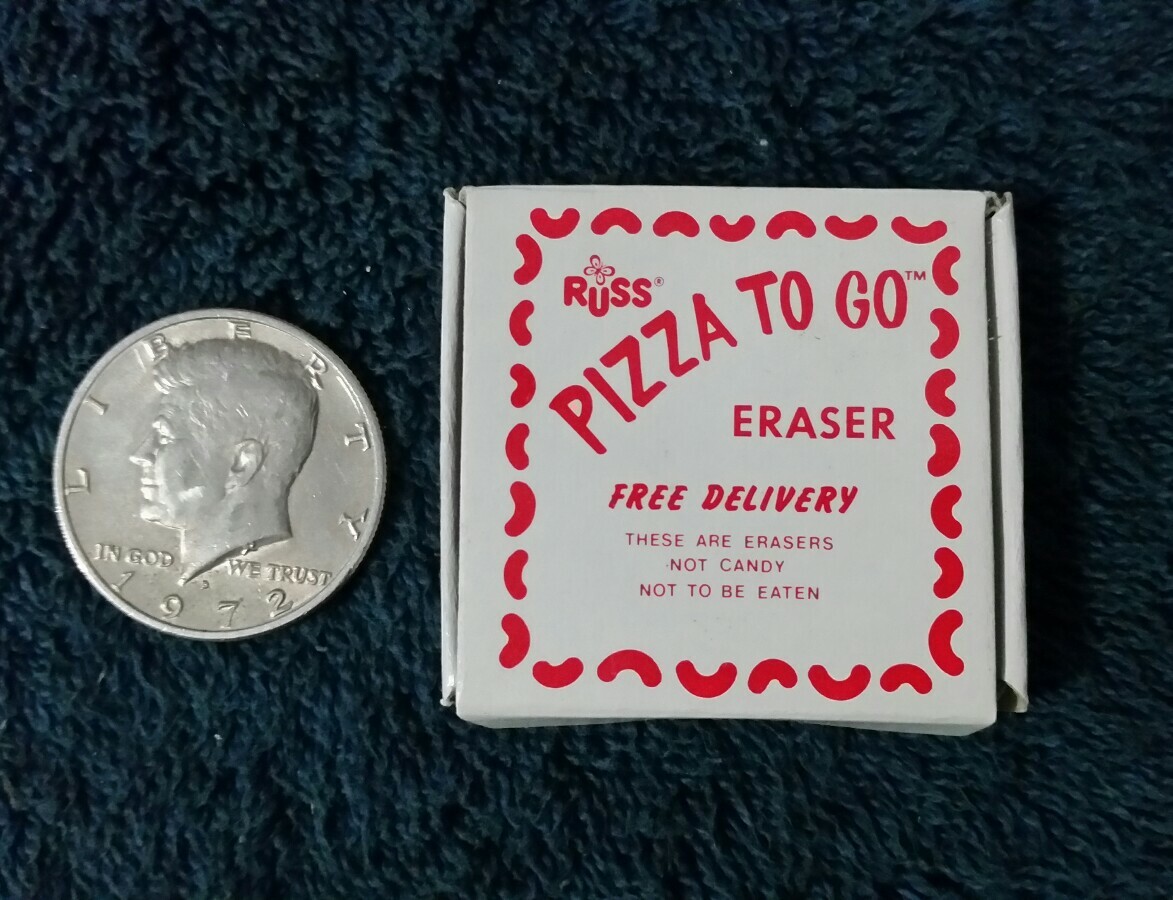 LIBERTY
IN GOD WE TRUST
D
1972
RUSS®
PIZZA TO GO™
ERASER
FREE DELIVERY
THESE ARE ERASERS
NOT CANDY
NOT TO BE EATEN